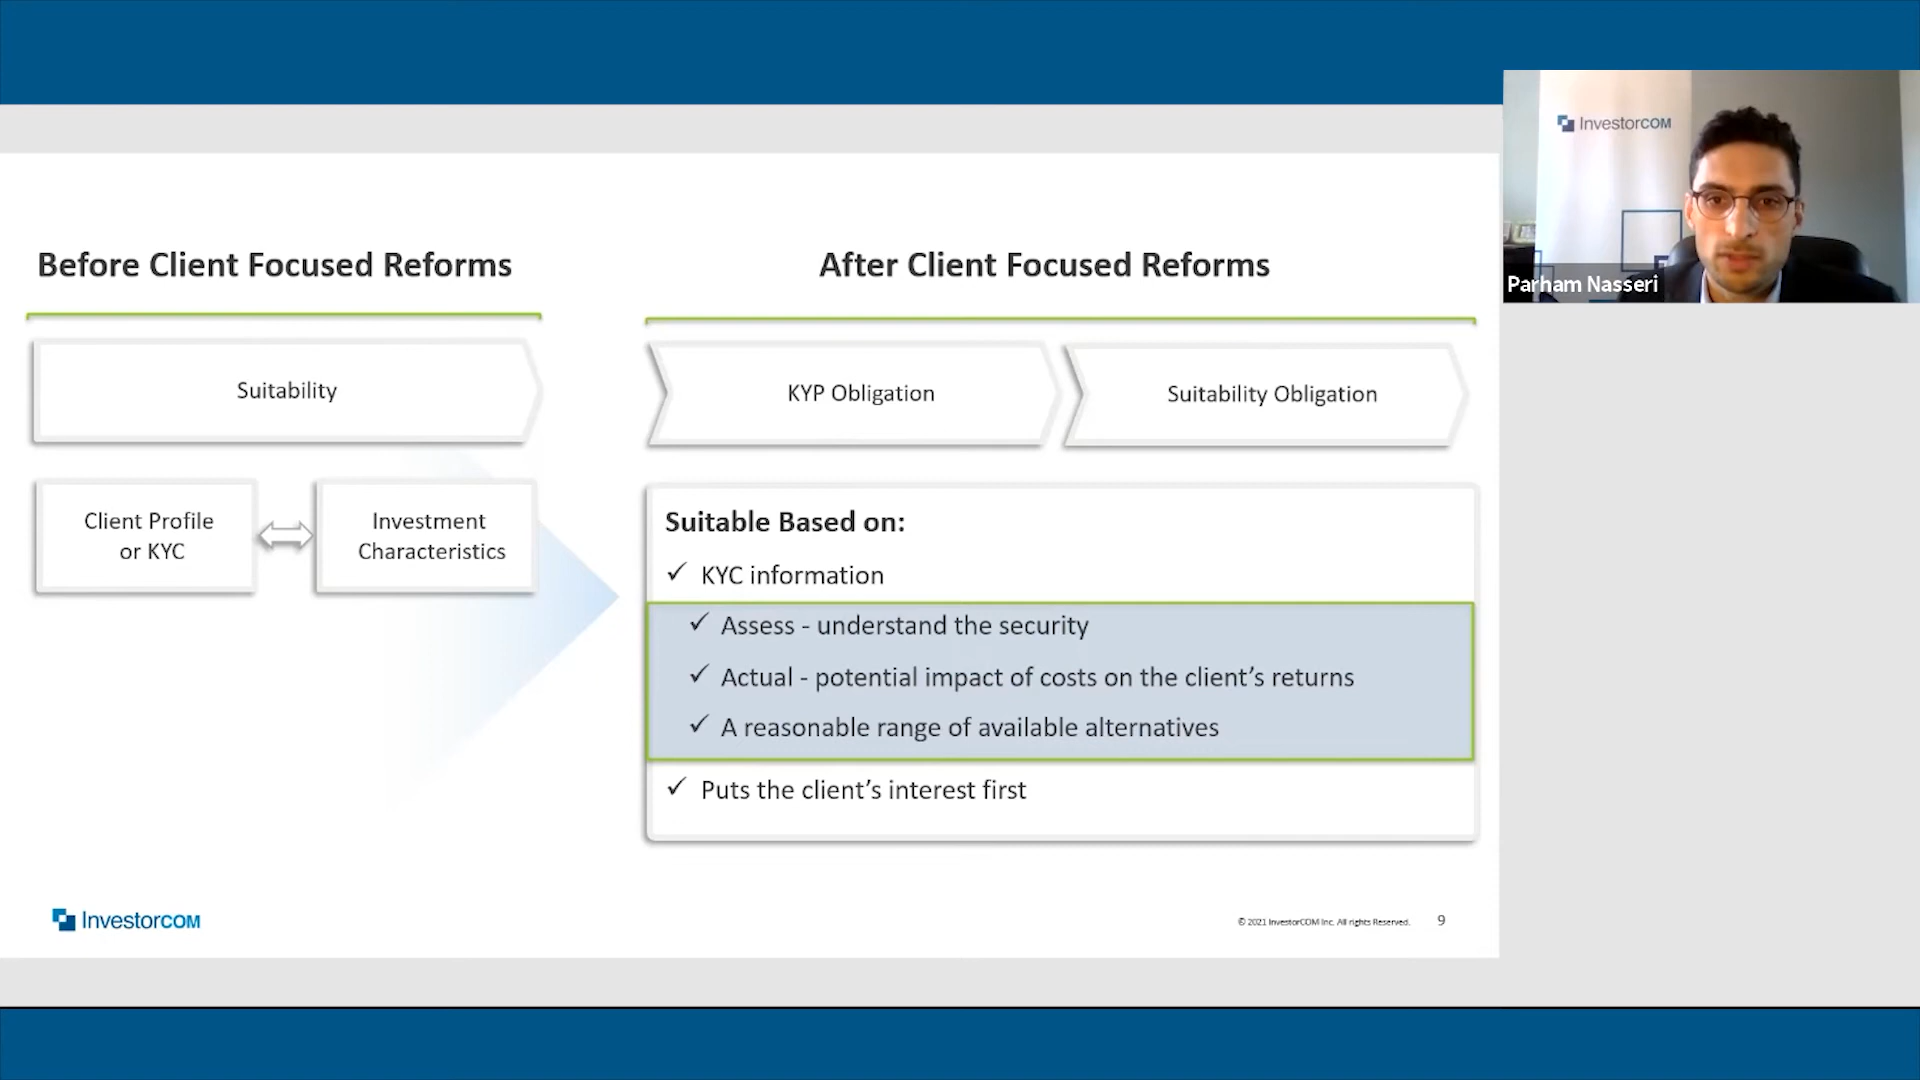 InvestorCOM
Parham Nasseri
Before Client Focused Reforms
After Client Focused Reforms
Suitability
KYP Obligation
Suitability Obligation
Client Profile
or KYC
Investment
Characteristics
Suitable Based on:
✓ KYC information
✓ Assess - understand the security
✓ Actual - potential impact of costs on the client’s returns
✓ A reasonable range of available alternatives
✓ Puts the client’s interest first
InvestorCOM
© 2021 InvestorCOM Inc. All rights Reserved.
9